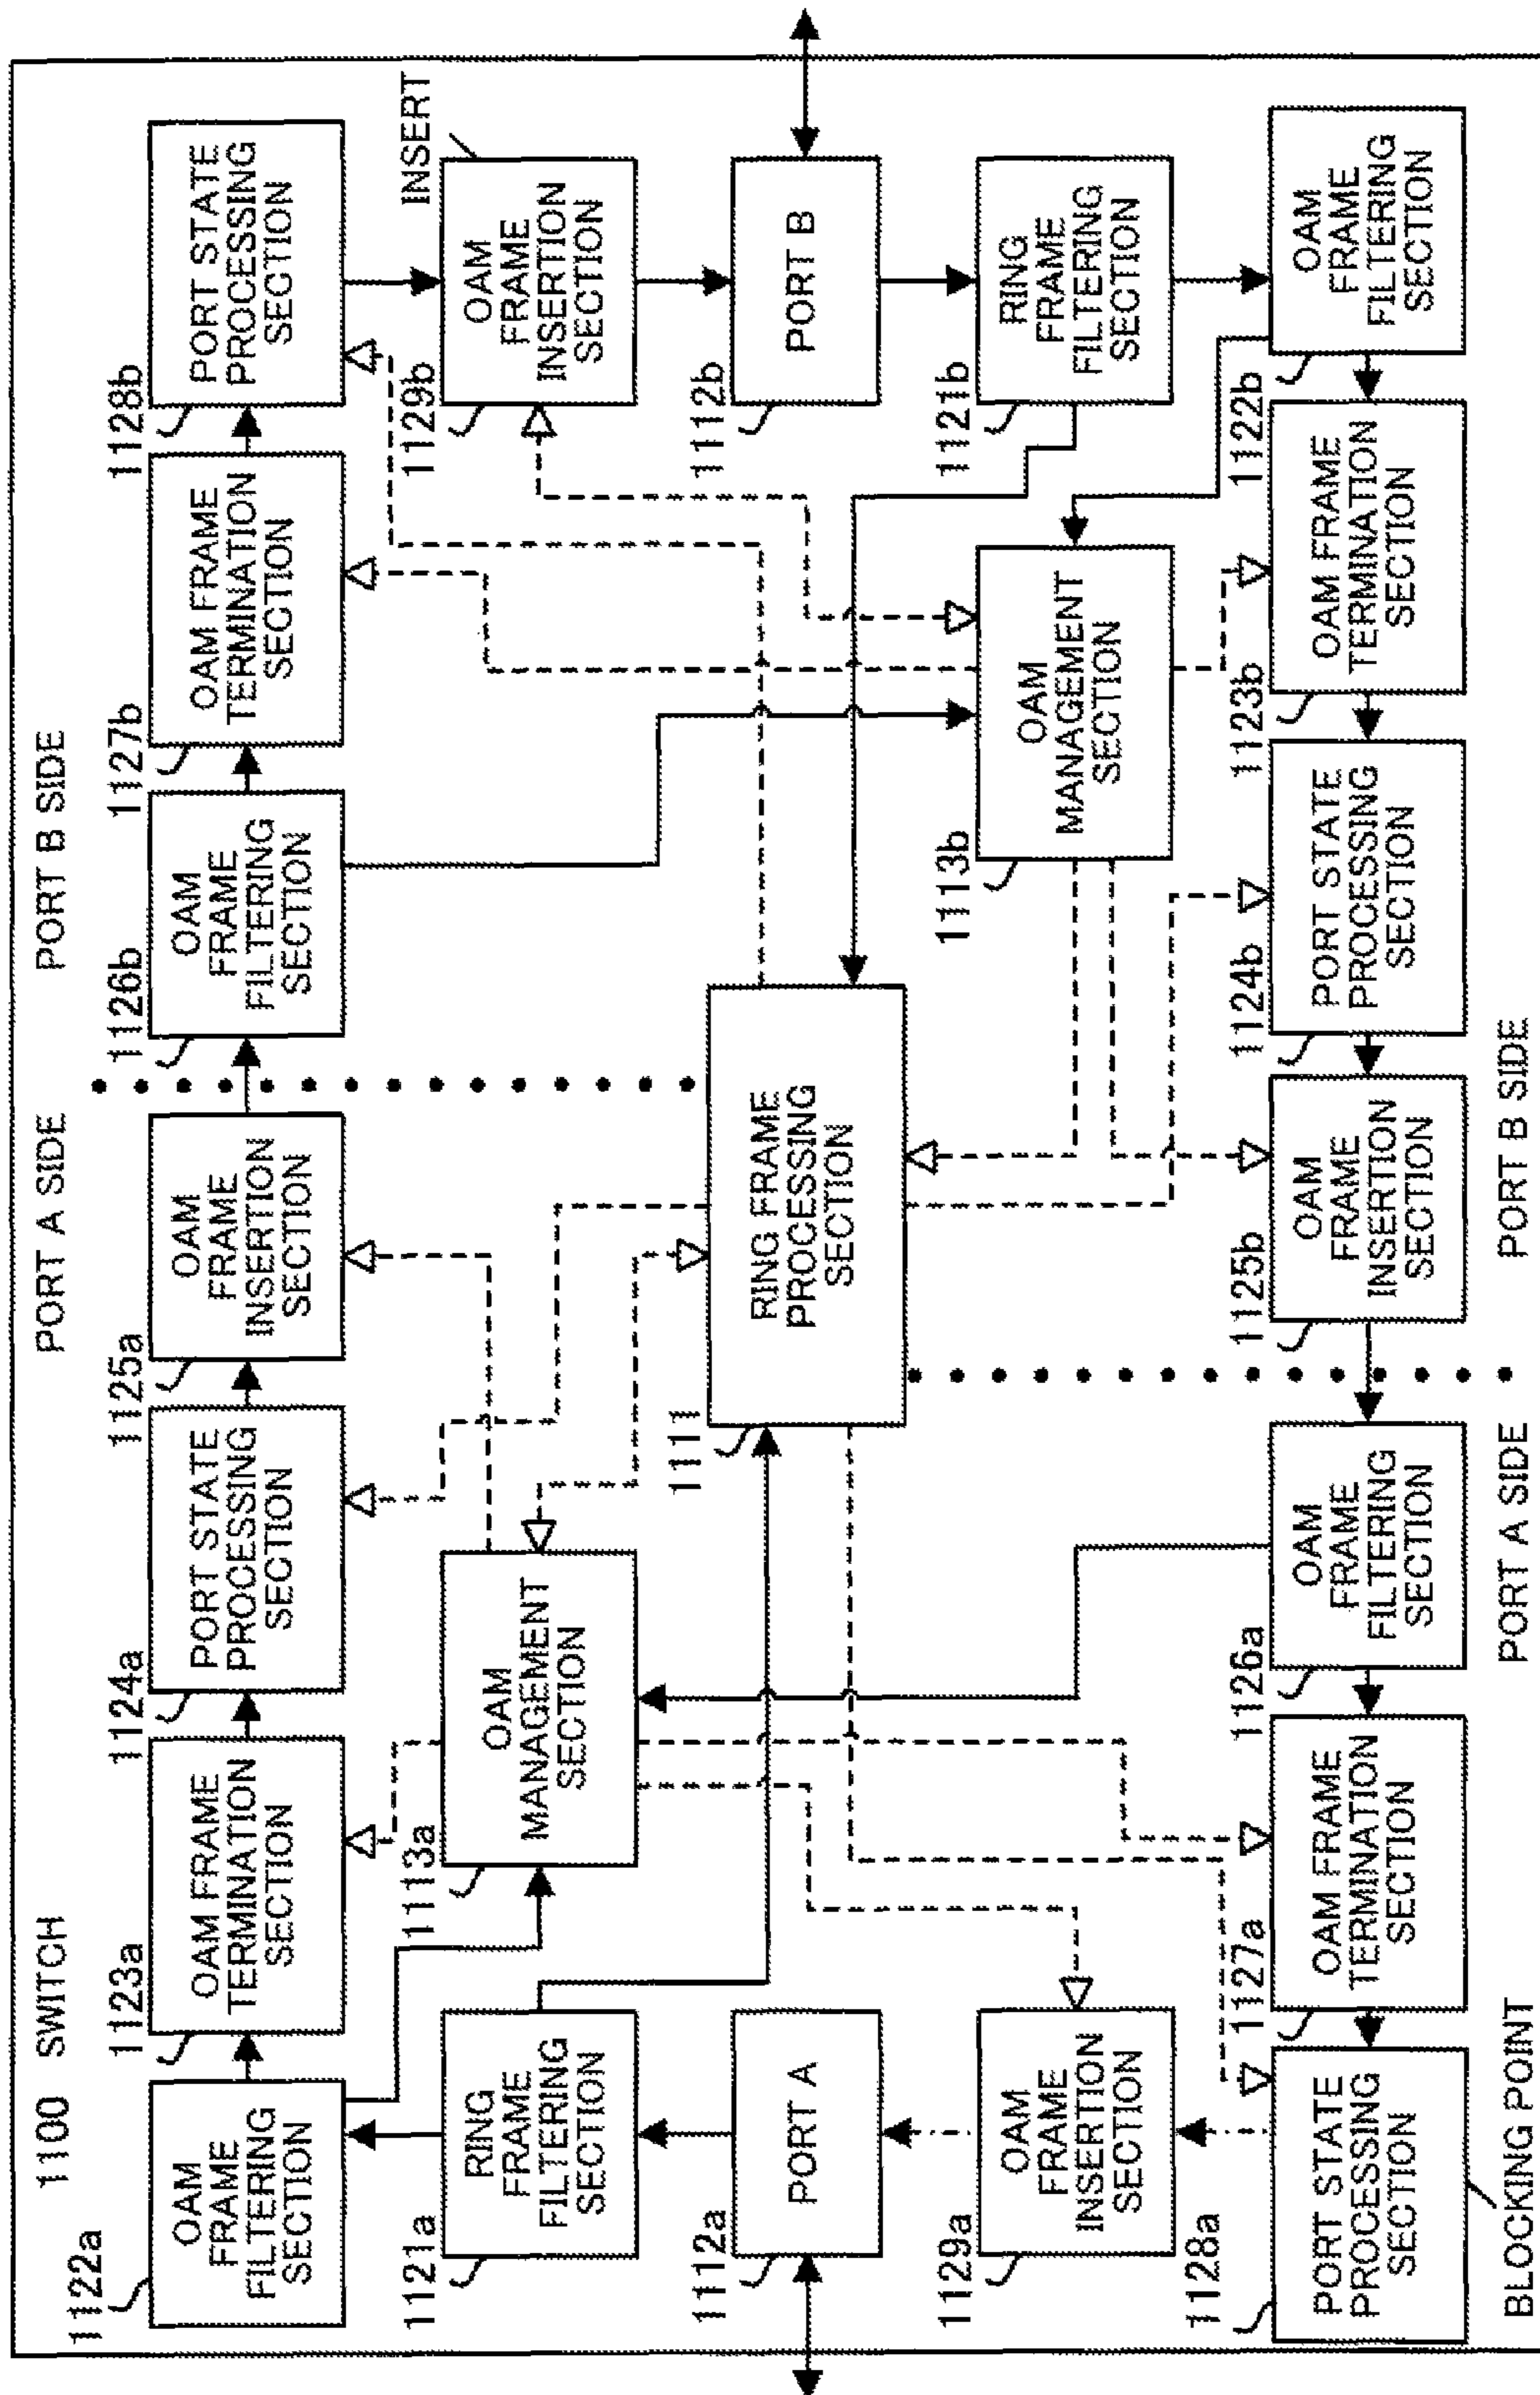 1100 SWITCH
PORT A SIDE
PORT B SIDE
1122a
OAM
FRAME
FILTERING
SECTION
1123a
OAM FRAME
TERMINATION
SECTION
1124a
PORT STATE
PROCESSING
SECTION
1125a
OAM
FRAME
INSERTION
SECTION
1126b
OAM
FRAME
FILTERING
SECTION
1127b
OAM FRAME
TERMINATION
SECTION
1128b
PORT STATE
PROCESSING
SECTION
1121a
RING
FRAME
FILTERING
SECTION
1113a
OAM
MANAGEMENT
SECTION
1129b
OAM
FRAME
INSERTION
SECTION
INSERT
1112a
PORT A
1111
RING FRAME
PROCESSING
SECTION
1112b
PORT B
1129a
OAM
FRAME
INSERTION
SECTION
1113b
OAM
MANAGEMENT
SECTION
1121b
RING
FRAME
FILTERING
SECTION
1128a
PORT STATE
PROCESSING
SECTION
1127a
OAM FRAME
TERMINATION
SECTION
1126a
OAM
FRAME
FILTERING
SECTION
1125b
OAM
FRAME
INSERTION
SECTION
1124b
PORT STATE
PROCESSING
SECTION
1123b
OAM FRAME
TERMINATION
SECTION
1122b
OAM
FRAME
FILTERING
SECTION
BLOCKING POINT
PORT A SIDE
PORT B SIDE